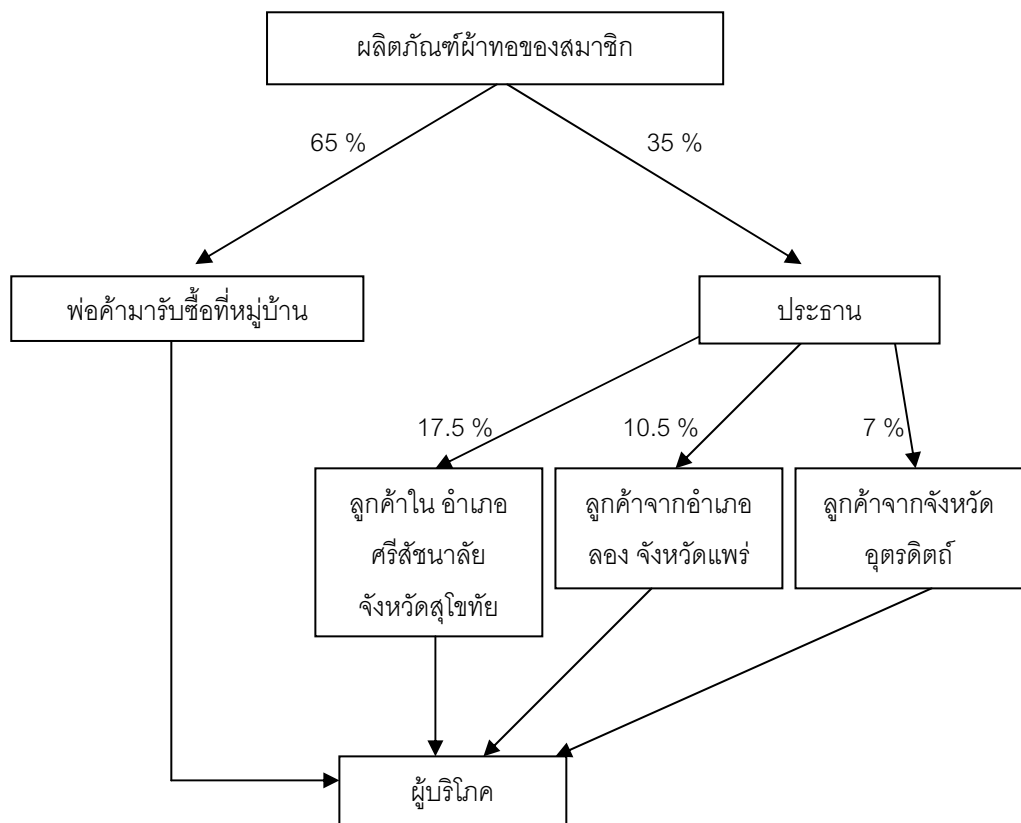 ผลิตภัณฑ์ผ้าทอของสมาชิก
65 %
35 %
พ่อค้ามารับซื้อที่หมู่บ้าน
ประธาน
17.5 %
10.5 %
7 %
ลูกค้าใน อำเภอ
ศรีสัชนาลัย
จังหวัดสุโขทัย
ลูกค้าจากอำเภอ
ลอง จังหวัดแพร่
ลูกค้าจากจังหวัด
อุตรดิตถ์
ผู้บริโภค